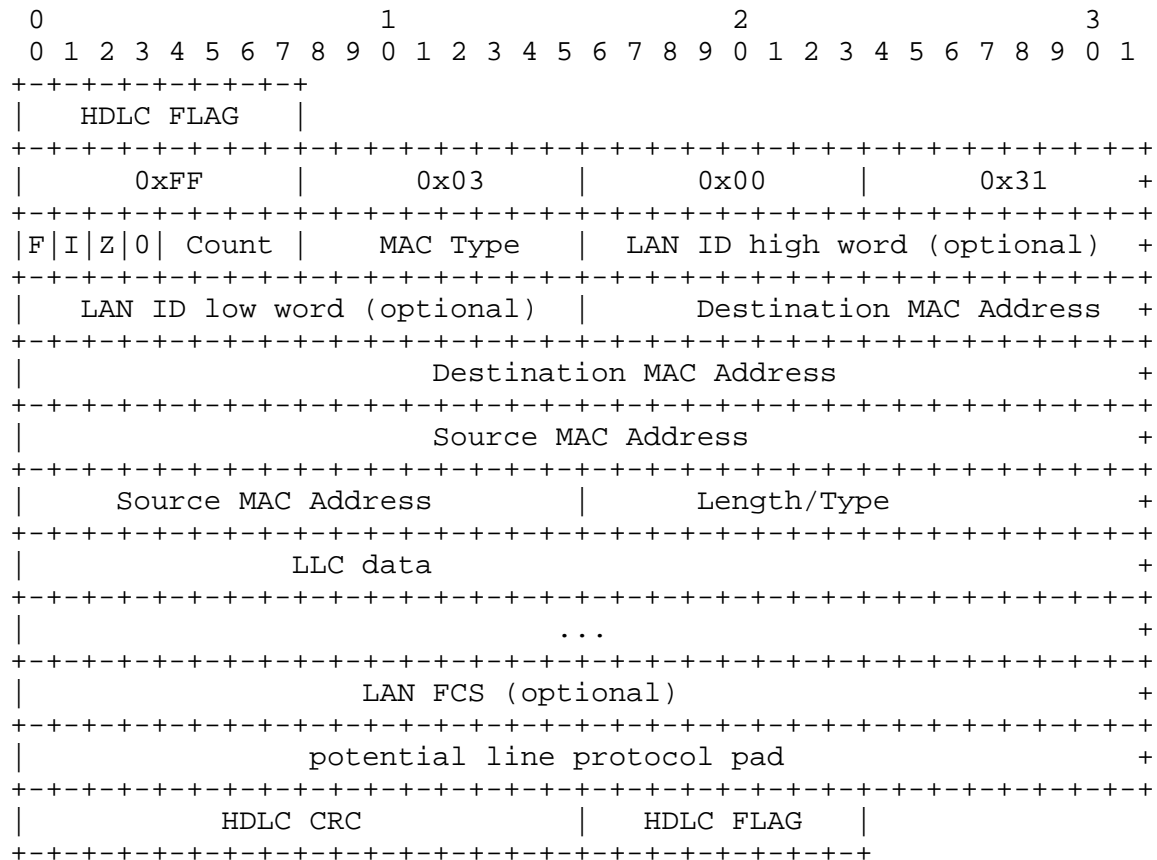 0                   1                   2                   3
 0 1 2 3 4 5 6 7 8 9 0 1 2 3 4 5 6 7 8 9 0 1 2 3 4 5 6 7 8 9 0 1
+-+-+-+-+-+-+-+-+
|   HDLC FLAG   |
+-+-+-+-+-+-+-+-+-+-+-+-+-+-+-+-+-+-+-+-+-+-+-+-+-+-+-+-+-+-+-+-+
|      0xFF     |      0x03     |      0x00     |      0x31     +
+-+-+-+-+-+-+-+-+-+-+-+-+-+-+-+-+-+-+-+-+-+-+-+-+-+-+-+-+-+-+-+-+
|F|I|Z|0| Count |    MAC Type   |  LAN ID high word (optional)  +
+-+-+-+-+-+-+-+-+-+-+-+-+-+-+-+-+-+-+-+-+-+-+-+-+-+-+-+-+-+-+-+-+
|   LAN ID low word (optional)  |      Destination MAC Address  +
+-+-+-+-+-+-+-+-+-+-+-+-+-+-+-+-+-+-+-+-+-+-+-+-+-+-+-+-+-+-+-+-+
|                       Destination MAC Address                 +
+-+-+-+-+-+-+-+-+-+-+-+-+-+-+-+-+-+-+-+-+-+-+-+-+-+-+-+-+-+-+-+-+
|                       Source MAC Address                      +
+-+-+-+-+-+-+-+-+-+-+-+-+-+-+-+-+-+-+-+-+-+-+-+-+-+-+-+-+-+-+-+-+
|     Source MAC Address        |      Length/Type              +
+-+-+-+-+-+-+-+-+-+-+-+-+-+-+-+-+-+-+-+-+-+-+-+-+-+-+-+-+-+-+-+-+
|               LLC data                                        +
+-+-+-+-+-+-+-+-+-+-+-+-+-+-+-+-+-+-+-+-+-+-+-+-+-+-+-+-+-+-+-+-+
|                              ...                              +
+-+-+-+-+-+-+-+-+-+-+-+-+-+-+-+-+-+-+-+-+-+-+-+-+-+-+-+-+-+-+-+-+
|                   LAN FCS (optional)                          +
+-+-+-+-+-+-+-+-+-+-+-+-+-+-+-+-+-+-+-+-+-+-+-+-+-+-+-+-+-+-+-+-+
|                potential line protocol pad                    +
+-+-+-+-+-+-+-+-+-+-+-+-+-+-+-+-+-+-+-+-+-+-+-+-+-+-+-+-+-+-+-+-+
|           HDLC CRC            |   HDLC FLAG   |
+-+-+-+-+-+-+-+-+-+-+-+-+-+-+-+-+-+-+-+-+-+-+-+-+